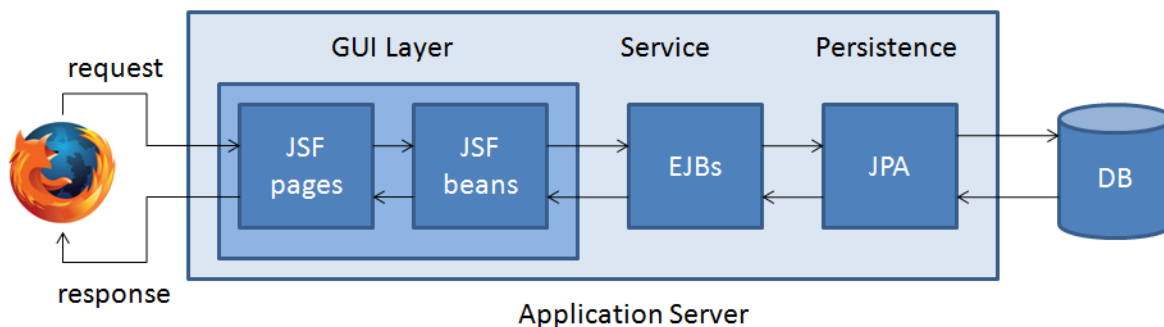 GUI Layer
Service
Persistence
request
JSF
pages
JSF
beans
EJBs
JPA
DB
response
Application Server